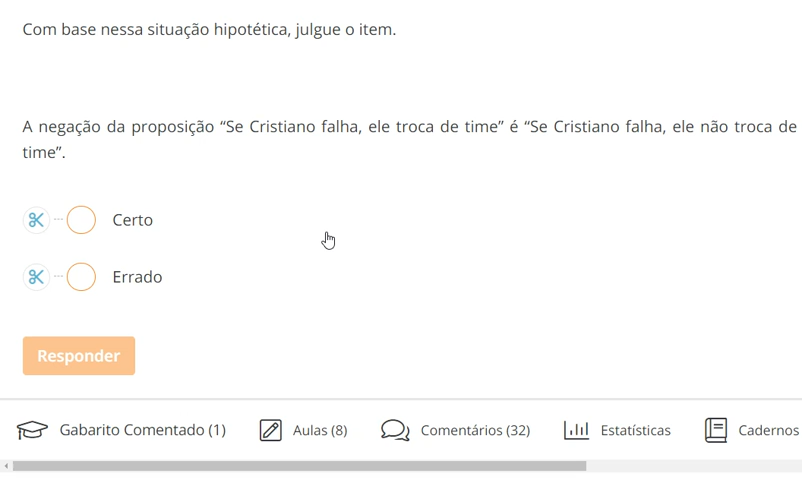 Com base nessa situação hipotética, julgue o item.
A negação da proposição “Se Cristiano falha, ele troca de time” é “Se Cristiano falha, ele não troca de
time”.
Certo
Errado
Responder
Gabarito Comentado (1) Aulas (8) Comentários (32) Estatísticas Cadernos